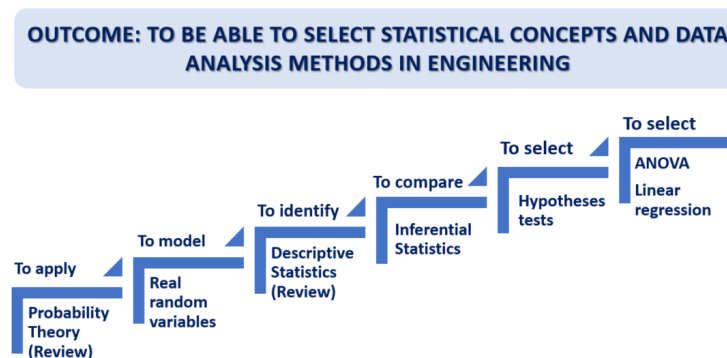 OUTCOME: TO BE ABLE TO SELECT STATISTICAL CONCEPTS AND DATA
ANALYSIS METHODS IN ENGINEERING
To apply
Probability
Theory
(Review)
To model
Real
random
variables
To identify
Descriptive
Statistics
(Review)
To compare
Inferential
Statistics
To select
Hypotheses
tests
To select
ANOVA
Linear
regression